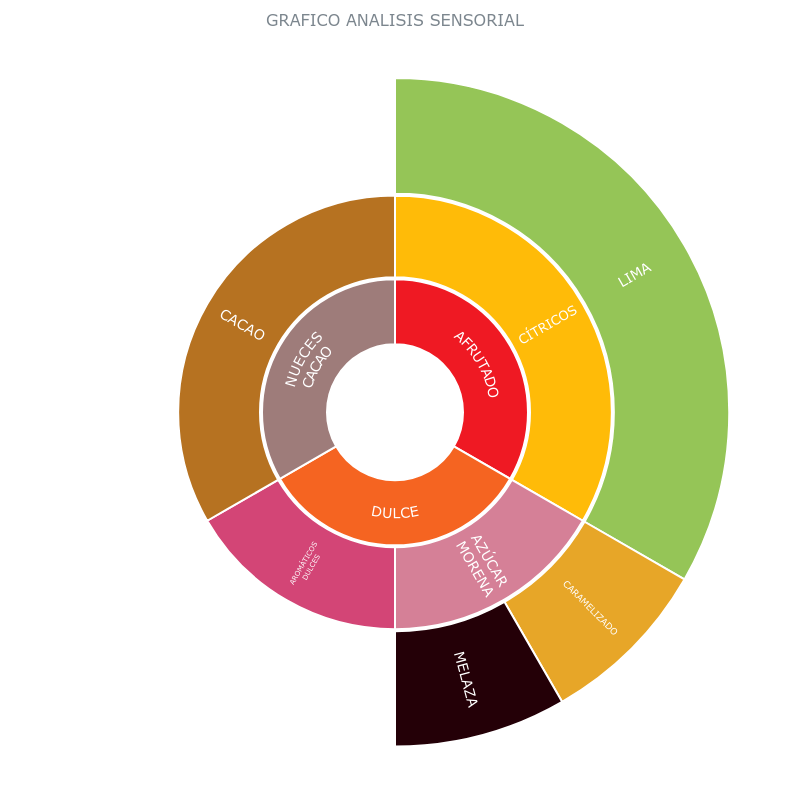 GRAFICO ANALISIS SENSORIAL
LIMA
CÍTRICOS
CACAO
NUECES
CACAO
AFRUTADO
DULCE
AZÚCAR
MORENA
AROMÁTICOS
DULCES
CARAMELIZADO
MELAZA